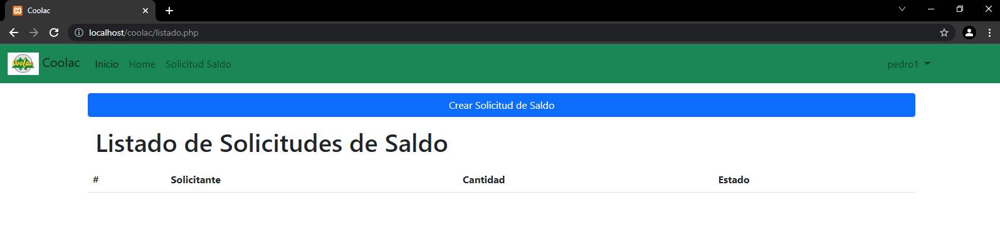 Coolac
localhost/coolac/listado.php
Coolac
Coolac Inicio Home Solicitud Saldo pedro1
Crear Solicitud de Saldo
Listado de Solicitudes de Saldo
# Solicitante Cantidad Estado